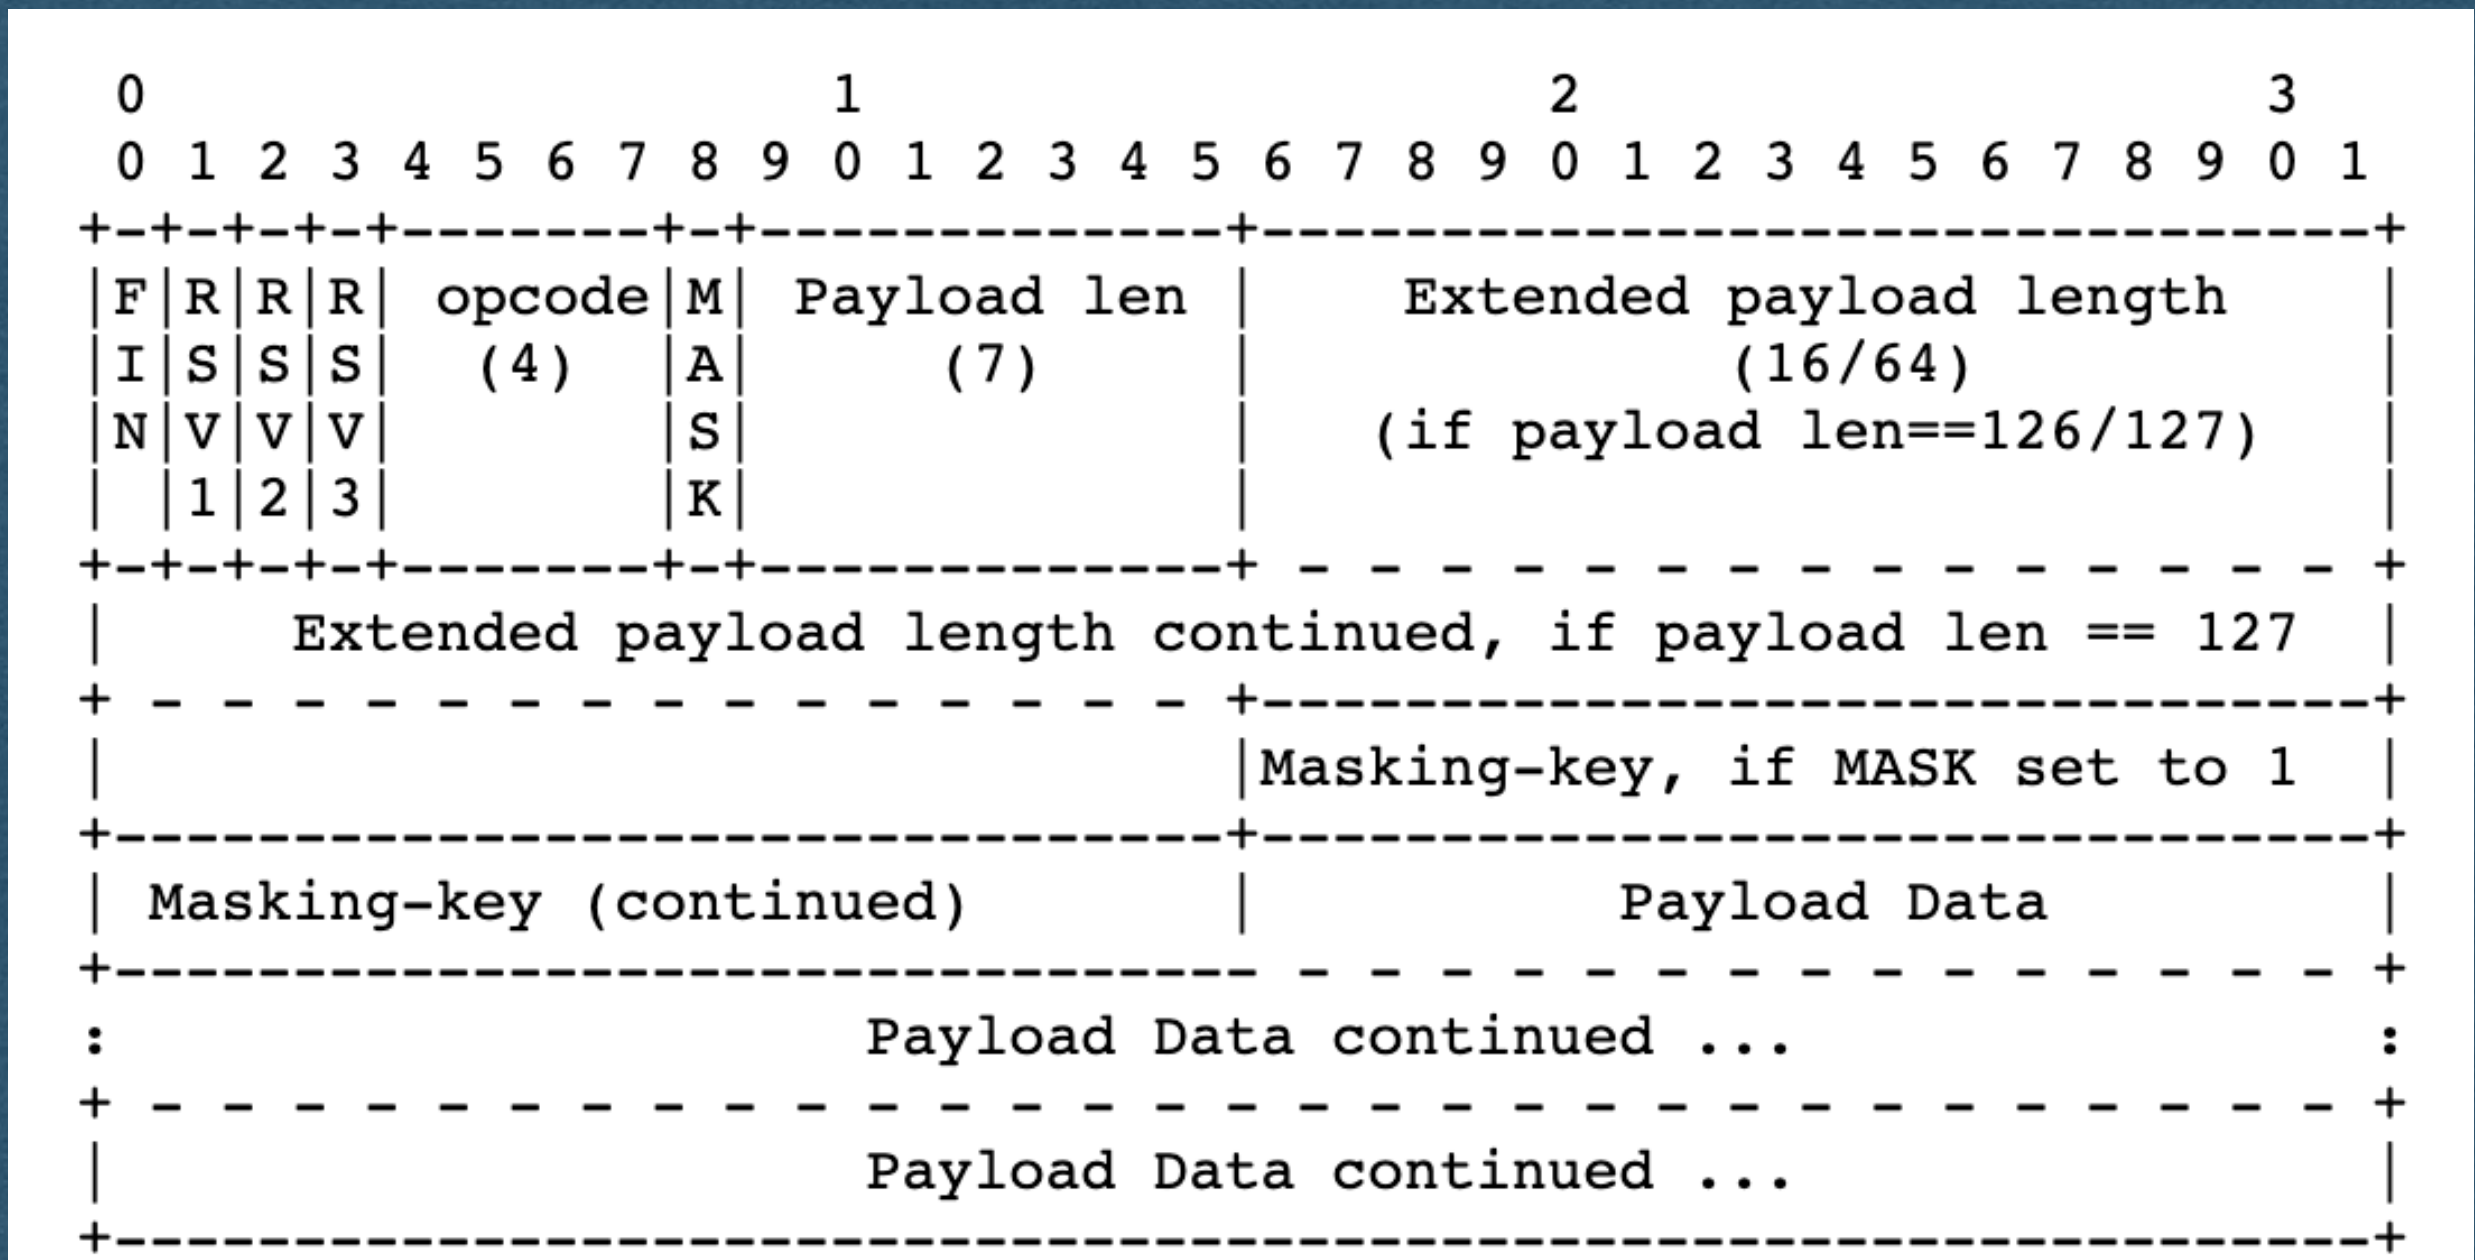 0                   1                   2                   3
 0 1 2 3 4 5 6 7 8 9 0 1 2 3 4 5 6 7 8 9 0 1 2 3 4 5 6 7 8 9 0 1
+-+-+-+-+-------+-+-------------+-------------------------------+
|F|R|R|R| opcode|M| Payload len |    Extended payload length    |
|I|S|S|S|  (4)  |A|     (7)     |             (16/64)           |
|N|V|V|V|       |S|             |   (if payload len==126/127)   |
| |1|2|3|       |K|             |                               |
+-+-+-+-+-------+-+-------------+ - - - - - - - - - - - - - - - +
|     Extended payload length continued, if payload len == 127  |
+ - - - - - - - - - - - - - - - +-------------------------------+
|                               |Masking-key, if MASK set to 1  |
+-------------------------------+-------------------------------+
| Masking-key (continued)       |          Payload Data         |
+-------------------------------- - - - - - - - - - - - - - - - +
:                     Payload Data continued ...                :
+ - - - - - - - - - - - - - - - - - - - - - - - - - - - - - - - +
|                     Payload Data continued ...                |
+---------------------------------------------------------------+